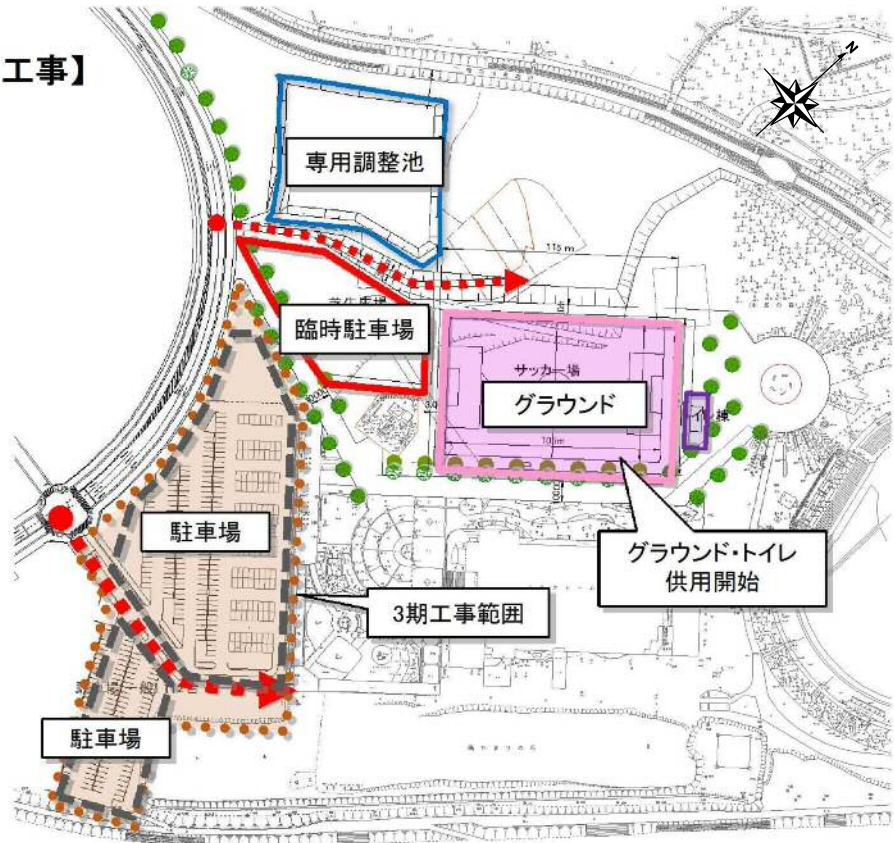 工事】
N
専用調整池
115 m
臨時駐車場
サッカー場
グラウンド
105m
駐車場
グラウンド・トイレ
供用開始
3期工事範囲
駐車場